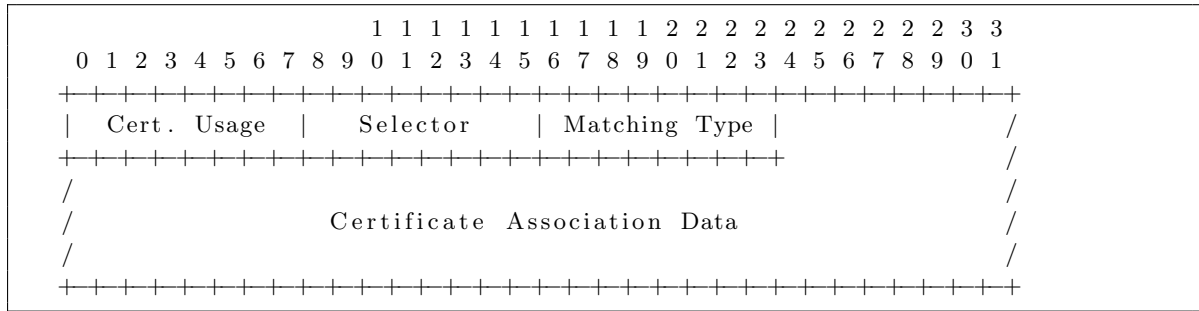 1 1 1 1 1 1 1 1 1 1 2 2 2 2 2 2 2 2 2 2 3 3
0 1 2 3 4 5 6 7 8 9 0 1 2 3 4 5 6 7 8 9 0 1 2 3 4 5 6 7 8 9 0 1
+-+-+-+-+-+-+-+-+-+-+-+-+-+-+-+-+-+-+-+-+-+-+-+-+-+-+-+-+-+-+-+-+
| Cert. Usage | Selector | Matching Type | /
+-+-+-+-+-+-+-+-+-+-+-+-+-+-+-+-+-+-+-+-+-+-+-+-+ /
/ /
/ Certificate Association Data /
/ /
+-+-+-+-+-+-+-+-+-+-+-+-+-+-+-+-+-+-+-+-+-+-+-+-+-+-+-+-+-+-+-+-+